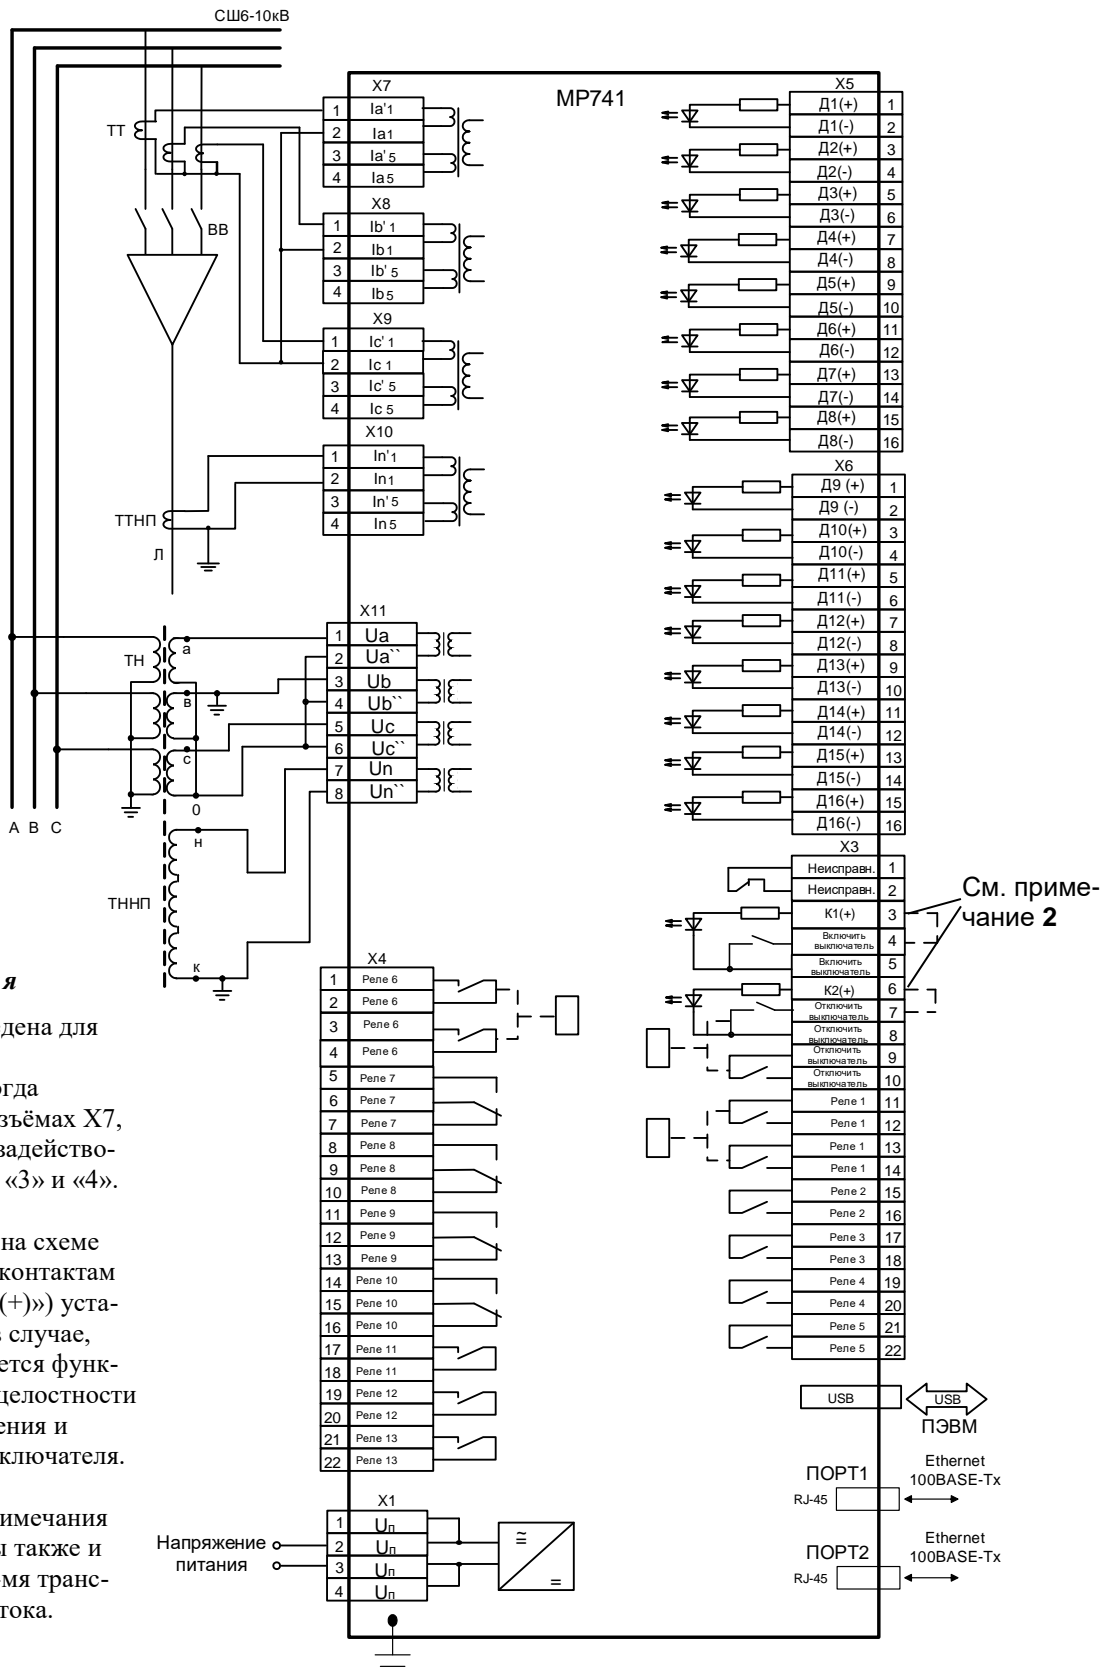 СШ6-10кВ
МР741
ТТ
ВВ
ТТНП
Л
ТН
а
в
с
0
н
ТННП
к
А В С
X7
1 Ia'1
2 Ia1
3 Ia'5
4 Ia5
X8
1 Ib'1
2 Ib1
3 Ib'5
4 Ib5
X9
1 Ic'1
2 Ic1
3 Ic'5
4 Ic5
X10
1 In'1
2 In1
3 In'5
4 In5
X11
1 Ua
2 Ua``
3 Ub
4 Ub``
5 Uc
6 Uc``
7 Un
8 Un``
X4
1 Реле 6
2 Реле 6
3 Реле 6
4 Реле 6
5 Реле 7
6 Реле 7
7 Реле 7
8 Реле 8
9 Реле 8
10 Реле 8
11 Реле 9
12 Реле 9
13 Реле 9
14 Реле 10
15 Реле 10
16 Реле 10
17 Реле 11
18 Реле 11
19 Реле 12
20 Реле 12
21 Реле 13
22 Реле 13
X1
1 Uп
2 Uп
3 Uп
4 Uп
Напряжение
питания
≂
=
X5
Д1(+) 1
Д1(-) 2
Д2(+) 3
Д2(-) 4
Д3(+) 5
Д3(-) 6
Д4(+) 7
Д4(-) 8
Д5(+) 9
Д5(-) 10
Д6(+) 11
Д6(-) 12
Д7(+) 13
Д7(-) 14
Д8(+) 15
Д8(-) 16
X6
Д9 (+) 1
Д9 (-) 2
Д10(+) 3
Д10(-) 4
Д11(+) 5
Д11(-) 6
Д12(+) 7
Д12(-) 8
Д13(+) 9
Д13(-) 10
Д14(+) 11
Д14(-) 12
Д15(+) 13
Д15(-) 14
Д16(+) 15
Д16(-) 16
X3
Неисправн. 1
Неисправн. 2
К1(+) 3
Включить
выключатель 4
Включить
выключатель 5
К2(+) 6
Отключить
выключатель 7
Отключить
выключатель 8
Отключить
выключатель 9
Отключить
выключатель 10
Реле 1 11
Реле 1 12
Реле 1 13
Реле 1 14
Реле 2 15
Реле 2 16
Реле 3 17
Реле 3 18
Реле 4 19
Реле 4 20
Реле 5 21
Реле 5 22
См. приме-
чание 2
USB
USB
ПЭВМ
ПОРТ1
RJ-45
Ethernet
100BASE-Tx
ПОРТ2
RJ-45
Ethernet
100BASE-Tx
я
едена для
огда
зъёмах X7,
задейство-
«3» и «4».
на схеме
контактам
(+)») уста-
в случае,
ется функ-
целостности
ения и
ключателя.
имечания
ы также и
мя транс-
тока.